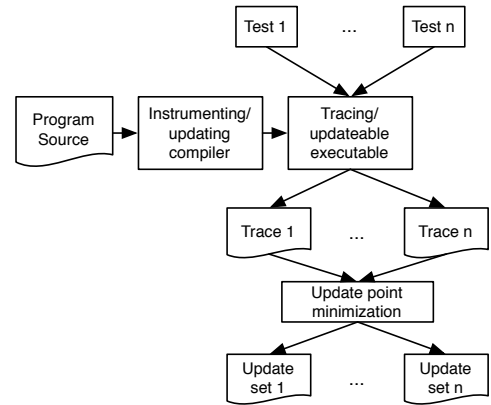 Test 1
...
Test n
Program
Source
Instrumenting/
updating
compiler
Tracing/
updateable
executable
Trace 1
...
Trace n
Update point
minimization
Update
set 1
...
Update
set n